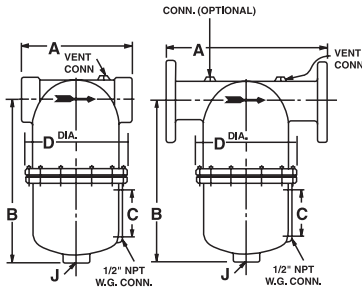 CONN. (OPTIONAL)
A
VENT
CONN
A
VENT
CONN
D DIA.
D DIA.
B
C
B
C
J
1/2" NPT
W.G. CONN.
J
1/2" NPT
W.G. CONN.